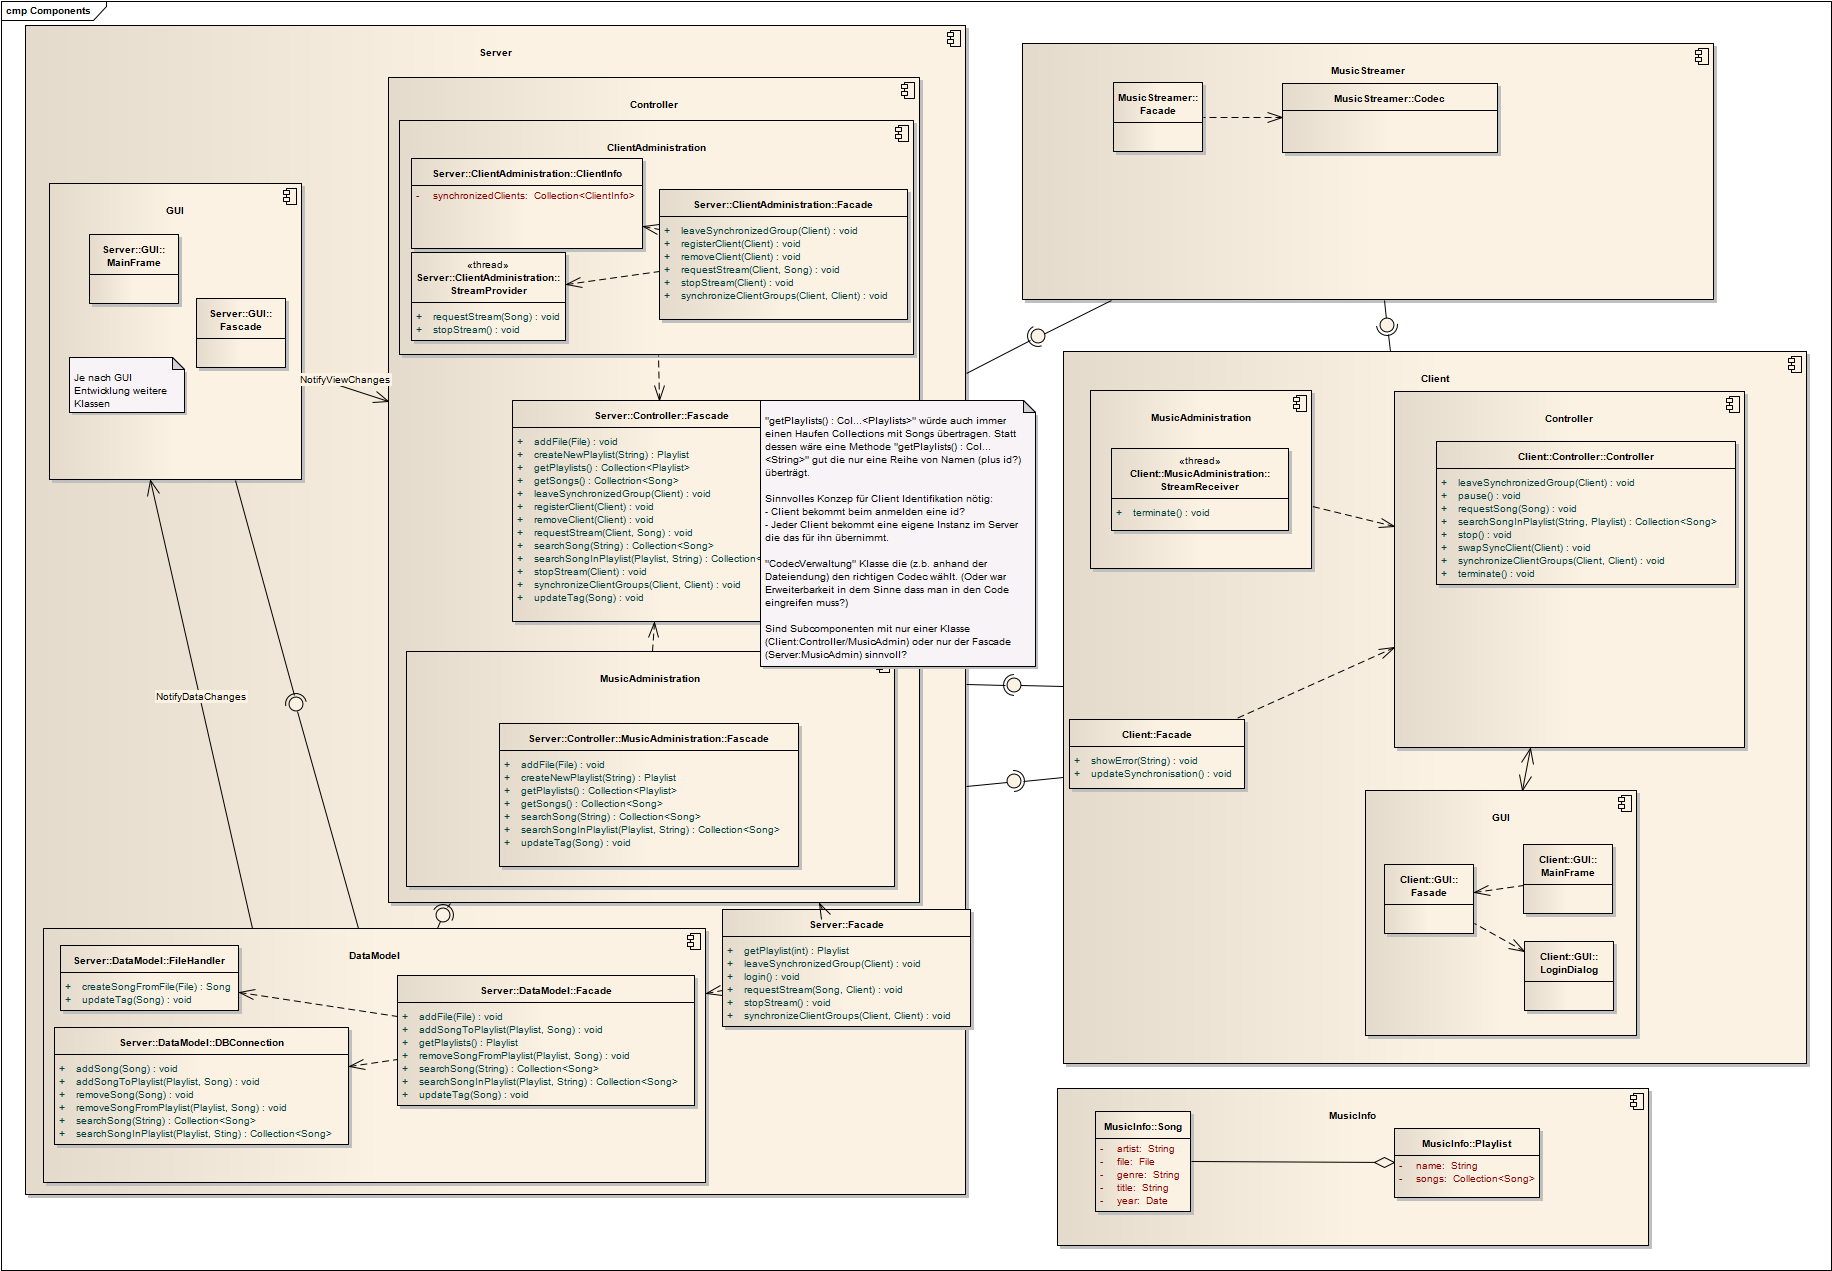 cmp Components
Server
GUI
Server::GUI::
MainFrame
Server::GUI::
Fascade
Je nach GUI
Entwicklung weitere
Klassen
NotifyViewChanges
Controller
ClientAdministration
Server::ClientAdministration::ClientInfo
- synchronizedClients: Collection<ClientInfo>
«thread»
Server::ClientAdministration::
StreamProvider
+ requestStream(Song) : void
+ stopStream() : void
Server::ClientAdministration::Facade
+ leaveSynchronizedGroup(Client) : void
+ registerClient(Client) : void
+ removeClient(Client) : void
+ requestStream(Client, Song) : void
+ stopStream(Client) : void
+ synchronizeClientGroups(Client, Client) : void
Server::Controller::Fascade
+ addFile(File) : void
+ createNewPlaylist(String) : Playlist
+ getPlaylists() : Collection<Playlist>
+ getSongs() : Collectrion<Song>
+ leaveSynchronizedGroup(Client) : void
+ registerClient(Client) : void
+ removeClient(Client) : void
+ requestStream(Client, Song) : void
+ searchSong(String) : Collection<Song>
+ searchSongInPlaylist(Playlist, String) : Collection<
+ stopStream(Client) : void
+ synchronizeClientGroups(Client, Client) : void
+ updateTag(Song) : void
"getPlaylists() : Col...<Playlists>" würde auch immer
einen Haufen Collections mit Songs übertragen. Statt
dessen wäre eine Methode "getPlaylists() : Col...
<String>" gut die nur eine Reihe von Namen (plus id?)
überträgt.
Sinnvolles Konzep für Client Identifikation nötig:
- Client bekommt beim anmelden eine id?
- Jeder Client bekommt eine eigene Instanz im Server
die das für ihn übernimmt.
"CodecVerwaltung" Klasse die (z.b. anhand der
Dateiendung) den richtigen Codec wählt. (Oder war
Erweiterbarkeit in dem Sinne dass man in den Code
eingreifen muss?)
Sind Subcomponenten mit nur einer Klasse
(Client:Controller/MusicAdmin) oder nur der Fascade
(Server:MusicAdmin) sinnvoll?
MusicAdministration
Server::Controller::MusicAdministration::Fascade
+ addFile(File) : void
+ createNewPlaylist(String) : Playlist
+ getPlaylists() : Collection<Playlist>
+ getSongs() : Collection<Song>
+ searchSong(String) : Collection<Song>
+ searchSongInPlaylist(Playlist, String) : Collection<Song>
+ updateTag(Song) : void
NotifyDataChanges
DataModel
Server::DataModel::FileHandler
+ createSongFromFile(File) : Song
+ updateTag(Song) : void
Server::DataModel::DBConnection
+ addSong(Song) : void
+ addSongToPlaylist(Playlist, Song) : void
+ removeSong(Song) : void
+ removeSongFromPlaylist(Playlist, Song) : void
+ searchSong(String) : Collection<Song>
+ searchSongInPlaylist(Playlist, Sting) : Collection<Song>
Server::DataModel::Facade
+ addFile(File) : void
+ addSongToPlaylist(Playlist, Song) : void
+ getPlaylists() : Playlist
+ removeSongFromPlaylist(Playlist, Song) : void
+ searchSong(String) : Collection<Song>
+ searchSongInPlaylist(Playlist, String) : Collection<Song>
+ updateTag(Song) : void
Server::Facade
+ getPlaylist(int) : Playlist
+ leaveSynchronizedGroup(Client) : void
+ login() : void
+ requestStream(Song, Client) : void
+ stopStream() : void
+ synchronizeClientGroups(Client, Client) : void
MusicStreamer
MusicStreamer::
Facade
MusicStreamer::Codec
Client
MusicAdministration
«thread»
Client::MusicAdministration::
StreamReceiver
+ terminate() : void
Controller
Client::Controller::Controller
+ leaveSynchronizedGroup(Client) : void
+ pause() : void
+ requestSong(Song) : void
+ searchSongInPlaylist(String, Playlist) : Collection<Song>
+ stop() : void
+ swapSyncClient(Client) : void
+ synchronizeClientGroups(Client, Client) : void
+ terminate() : void
Client::Facade
+ showError(String) : void
+ updateSynchronisation() : void
GUI
Client::GUI::
Fasade
Client::GUI::
MainFrame
Client::GUI::
LoginDialog
MusicInfo
MusicInfo::Song
- artist: String
- file: File
- genre: String
- title: String
- year: Date
MusicInfo::Playlist
- name: String
- songs: Collection<Song>